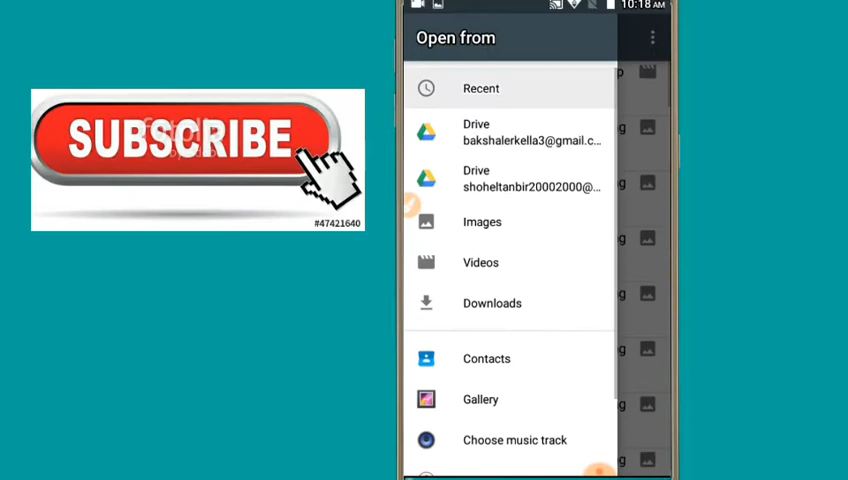 10:18 AM
Open from
SUBSCRIBE
#47421640
Recent
Drive
bakshalerkella3@gmail.c...
Drive
shoheltanbir20002000@...
Images
Videos
Downloads
Contacts
Gallery
Choose music track
p
g
g
g
g
g
g
g